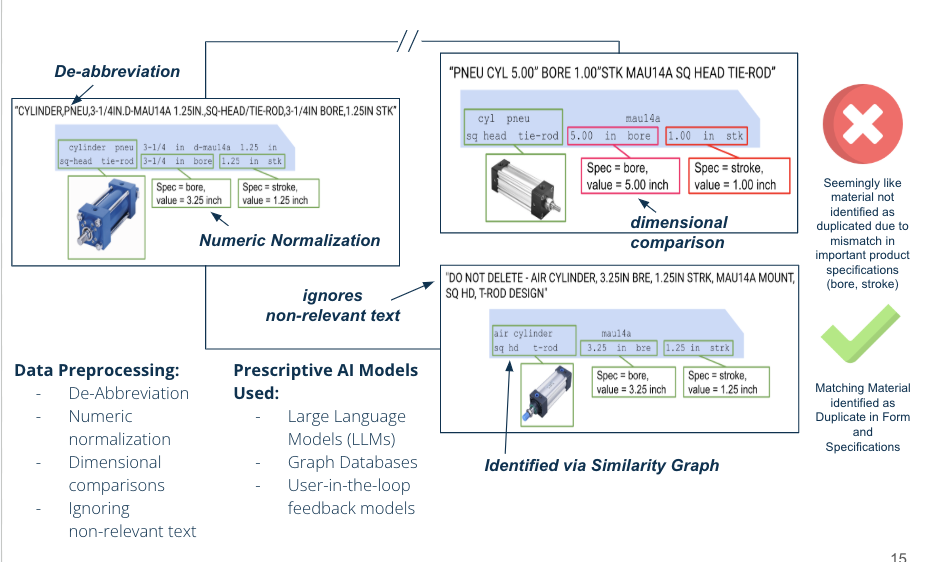 De-abbreviation
"CYLINDER,PNEU,3-1/4IN.D-MAU14A 1.25IN.,SQ-HEAD/TIE-ROD,3-1/4IN BORE,1.25IN STK"
cylinder pneu 3-1/4 in d-mau14a 1.25 in
sq-head tie-rod 3-1/4 in bore 1.25 in stk
Spec = bore,
value = 3.25 inch
Spec = stroke,
value = 1.25 inch
Numeric Normalization
"PNEU CYL 5.00” BORE 1.00”STK MAU14A SQ HEAD TIE-ROD”
cyl pneu mau14a
sq head tie-rod 5.00 in bore 1.00 in stk
Spec = bore,
value = 5.00 inch
Spec = stroke,
value = 1.00 inch
dimensional
comparison
Seemingly like
material not
identified as
duplicated due to
mismatch in
important product
specifications
(bore, stroke)
ignores
non-relevant text
"DO NOT DELETE - AIR CYLINDER, 3.25IN BRE, 1.25IN STRK, MAU14A MOUNT,
SQ HD, T-ROD DESIGN"
air cylinder mau14a
sq hd t-rod 3.25 in bre 1.25 in strk
Spec = bore,
value = 3.25 inch
Spec = stroke,
value = 1.25 inch
Identified via Similarity Graph
Matching Material
identified as
Duplicate in Form
and
Specifications
Data Preprocessing:
- De-Abbreviation
- Numeric
normalization
- Dimensional
comparisons
- Ignoring
non-relevant text
Prescriptive AI Models
Used:
- Large Language
Models (LLMs)
- Graph Databases
- User-in-the-loop
feedback models
15